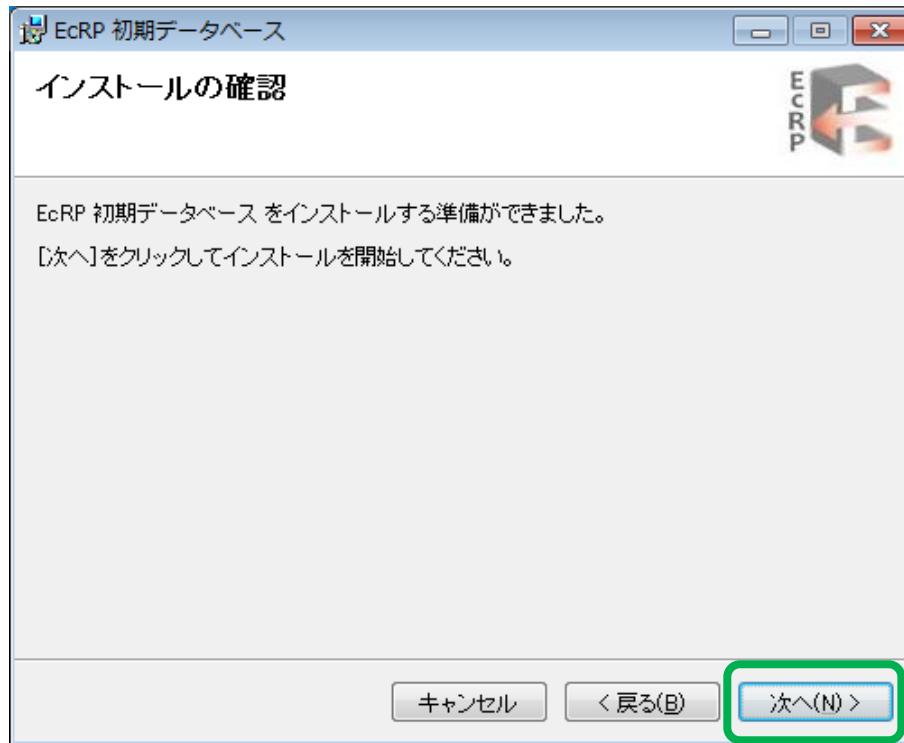 EcRP 初期データベース
インストールの確認
EcRP
EcRP 初期データベース をインストールする準備ができました。
[次へ]をクリックしてインストールを開始してください。
キャンセル
< 戻る(B)
次へ(N) >